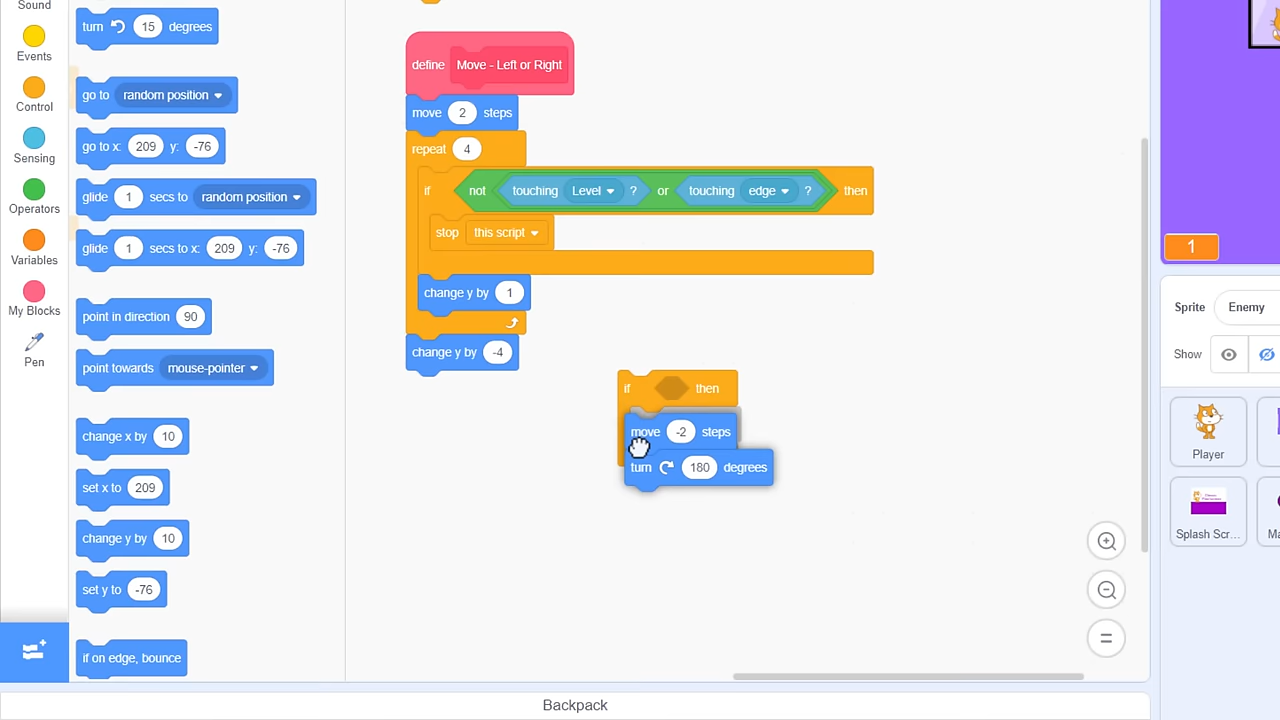 Sound
Events
Control
Sensing
Operators
Variables
My Blocks
Pen
turn 15 degrees
go to random position
go to x: 209 y: -76
glide 1 secs to random position
glide 1 secs to x: 209 y: -76
point in direction 90
point towards mouse-pointer
change x by 10
set x to 209
change y by 10
set y to -76
if on edge, bounce
define Move - Left or Right
move 2 steps
repeat 4
if not touching Level ? or touching edge ? then
stop this script
change y by 1
change y by -4
if then
move -2 steps
turn 180 degrees
Backpack
1
Sprite Enemy
Show
Player
Splash Scr...
Ma